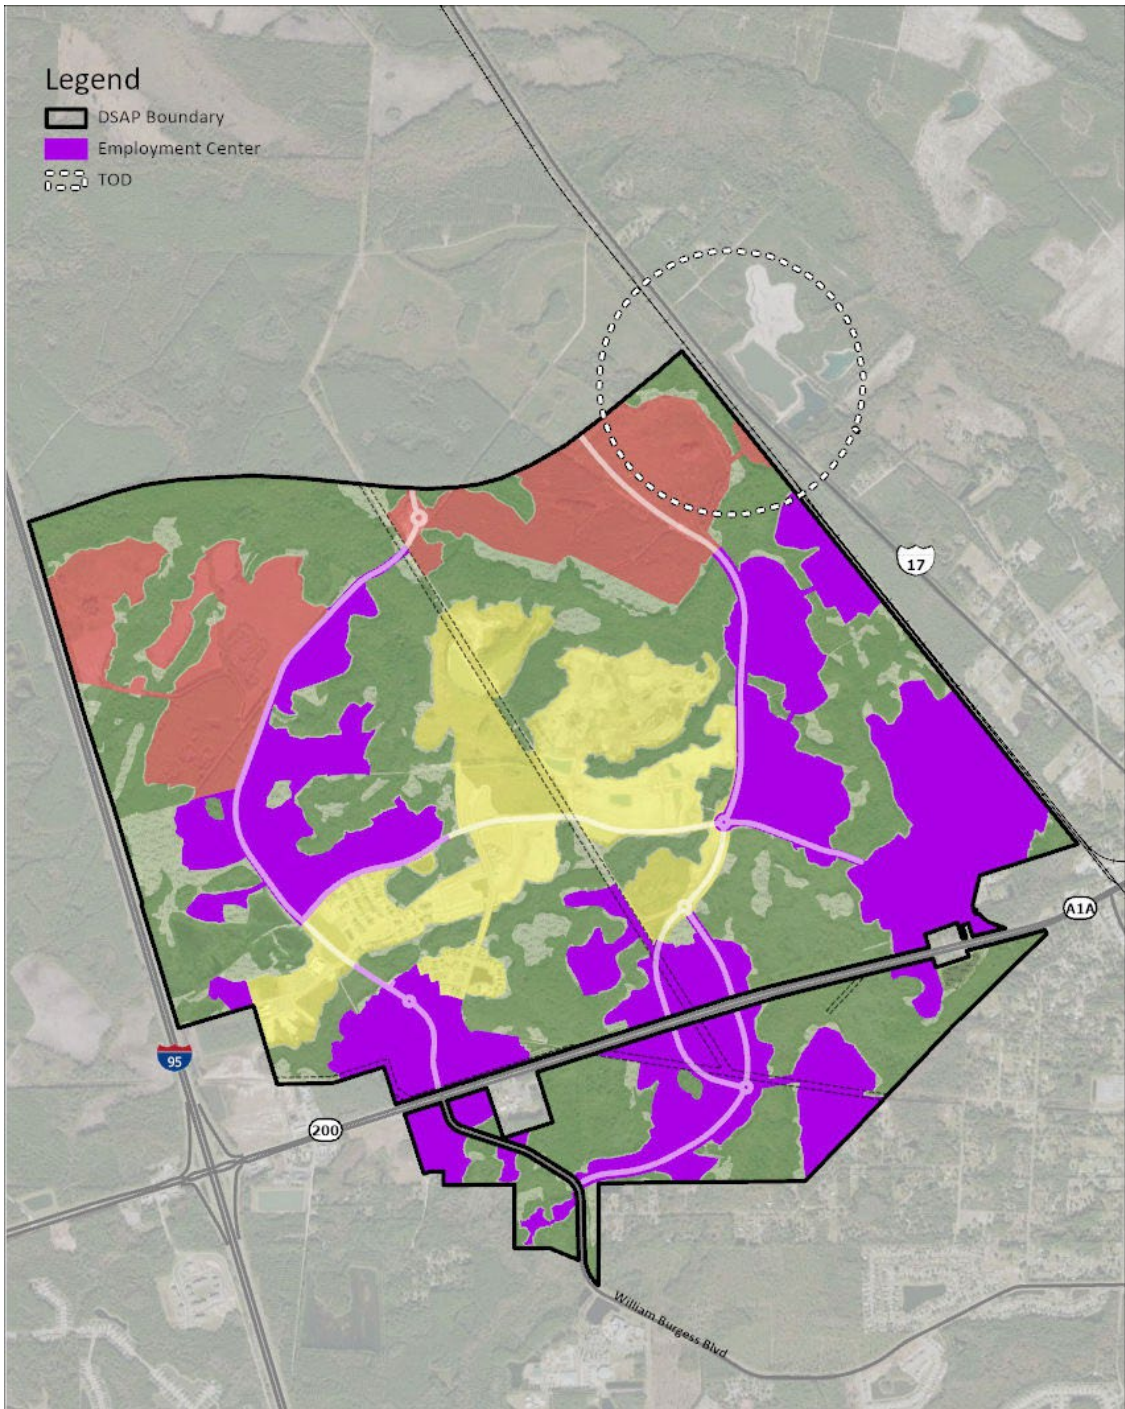 Legend
DSAP Boundary
Employment Center
TOD
17
A1A
95
200
William Burgess Blvd